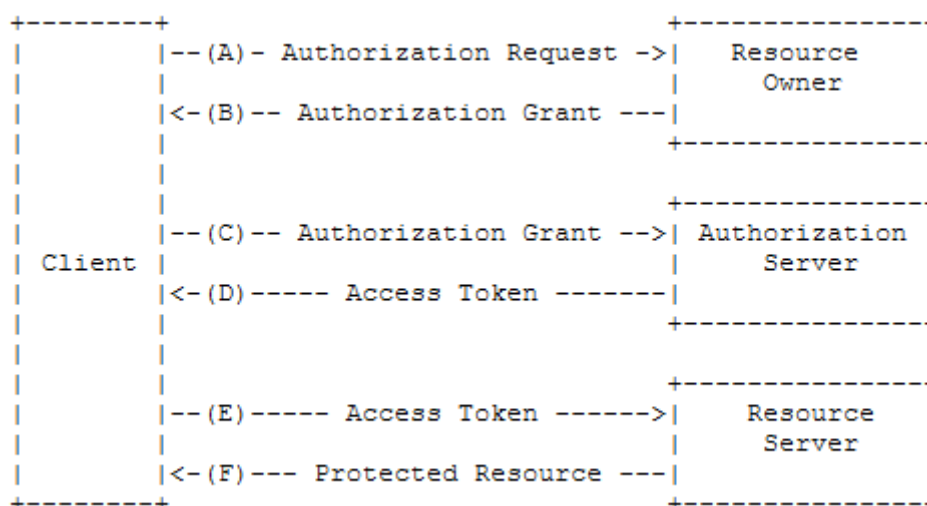 +--------+                               +---------------
|        |--(A)- Authorization Request ->|   Resource
|        |                               |     Owner
|        |<-(B)-- Authorization Grant ---|
|        |                               +---------------
|        |
|        |                               +---------------
|        |--(C)-- Authorization Grant -->| Authorization
| Client |                               |     Server
|        |<-(D)----- Access Token -------|
|        |                               +---------------
|        |
|        |                               +---------------
|        |--(E)----- Access Token ------>|    Resource
|        |                               |     Server
|        |<-(F)--- Protected Resource ---|
+--------+                               +---------------